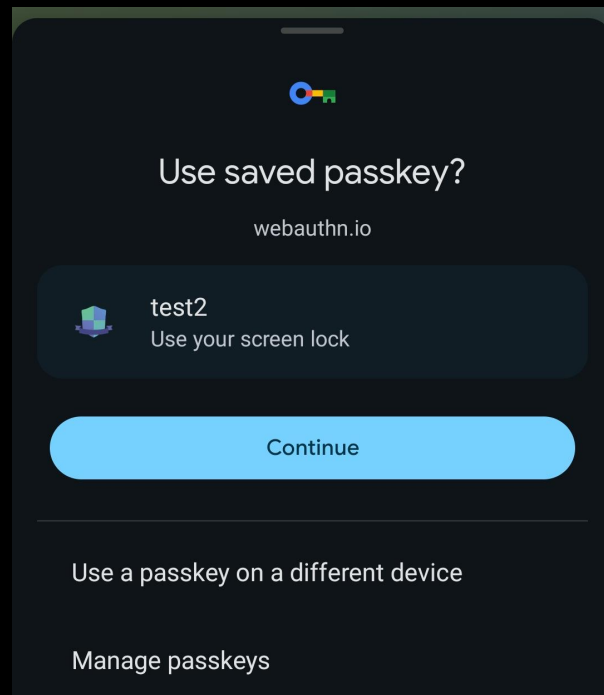 Use saved passkey?
webauthn.io
test2
Use your screen lock
Continue
Use a passkey on a different device
Manage passkeys